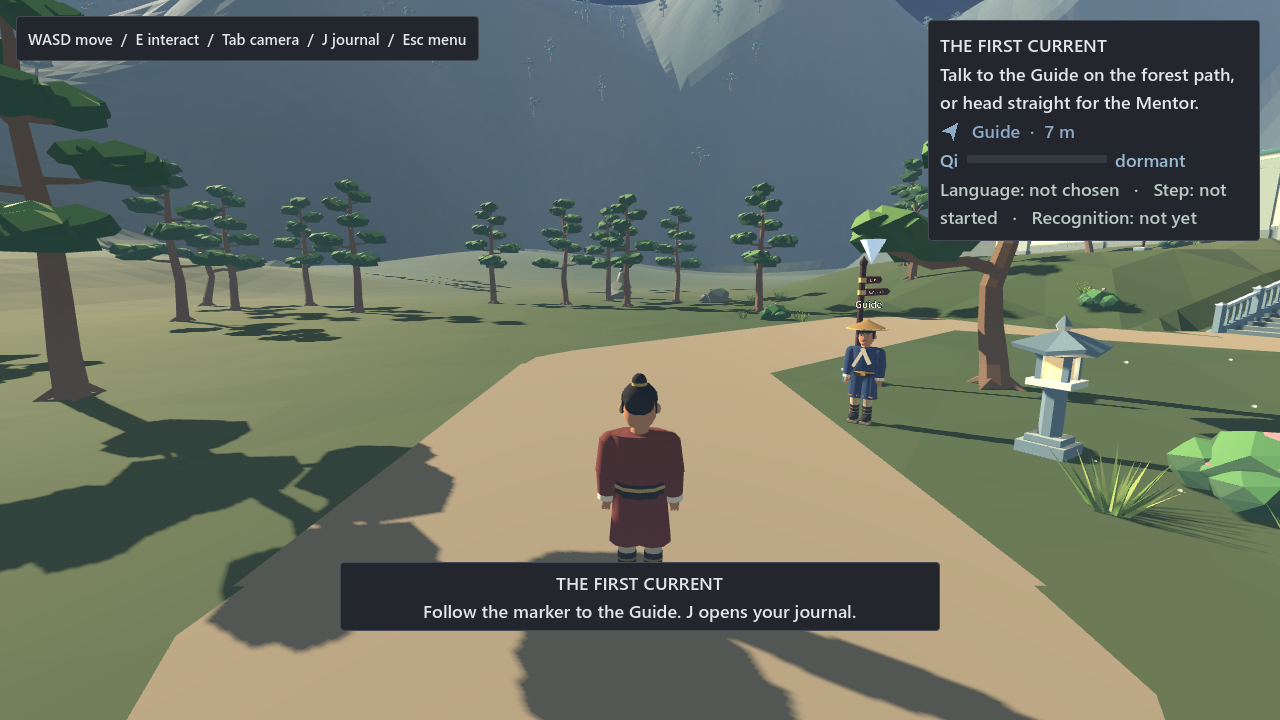 WASD move / E interact / Tab camera / J journal / Esc menu
THE FIRST CURRENT
Talk to the Guide on the forest path,
or head straight for the Mentor.
Guide · 7 m
Qi dormant
Language: not chosen · Step: not
started · Recognition: not yet
Guide
THE FIRST CURRENT
Follow the marker to the Guide. J opens your journal.